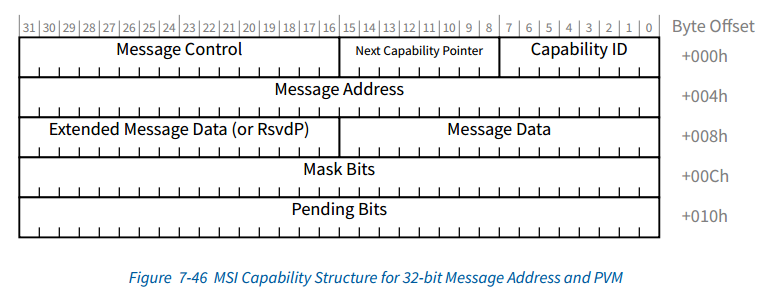 31 30 29 28 27 26 25 24 23 22 21 20 19 18 17 16 15 14 13 12 11 10 9 8 7 6 5 4 3 2 1 0 Byte Offset
Message Control Next Capability Pointer Capability ID +000h
Message Address +004h
Extended Message Data (or RsvdP) Message Data +008h
Mask Bits +00Ch
Pending Bits +010h
Figure 7-46 MSI Capability Structure for 32-bit Message Address and PVM